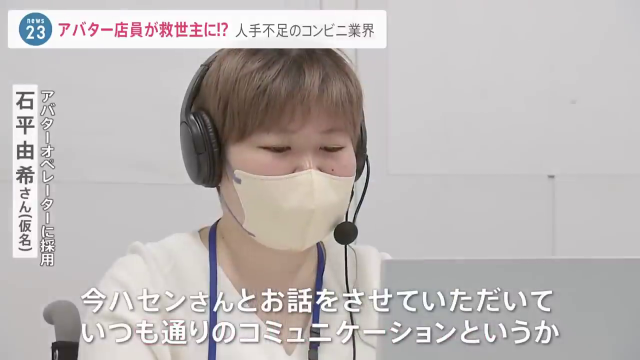 news
23
アバター店員が救世主に!? 人手不足のコンビニ業界
アバターオペレーターに採用
石平由希さん(仮名)
今ハセンさんとお話をさせていただいて
いつも通りのコミュニケーションというか